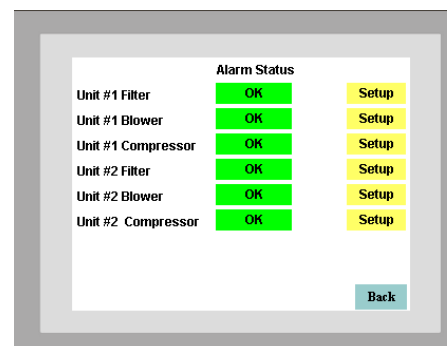 Alarm Status
Unit #1 Filter OK Setup
Unit #1 Blower OK Setup
Unit #1 Compressor OK Setup
Unit #2 Filter OK Setup
Unit #2 Blower OK Setup
Unit #2 Compressor OK Setup
Back